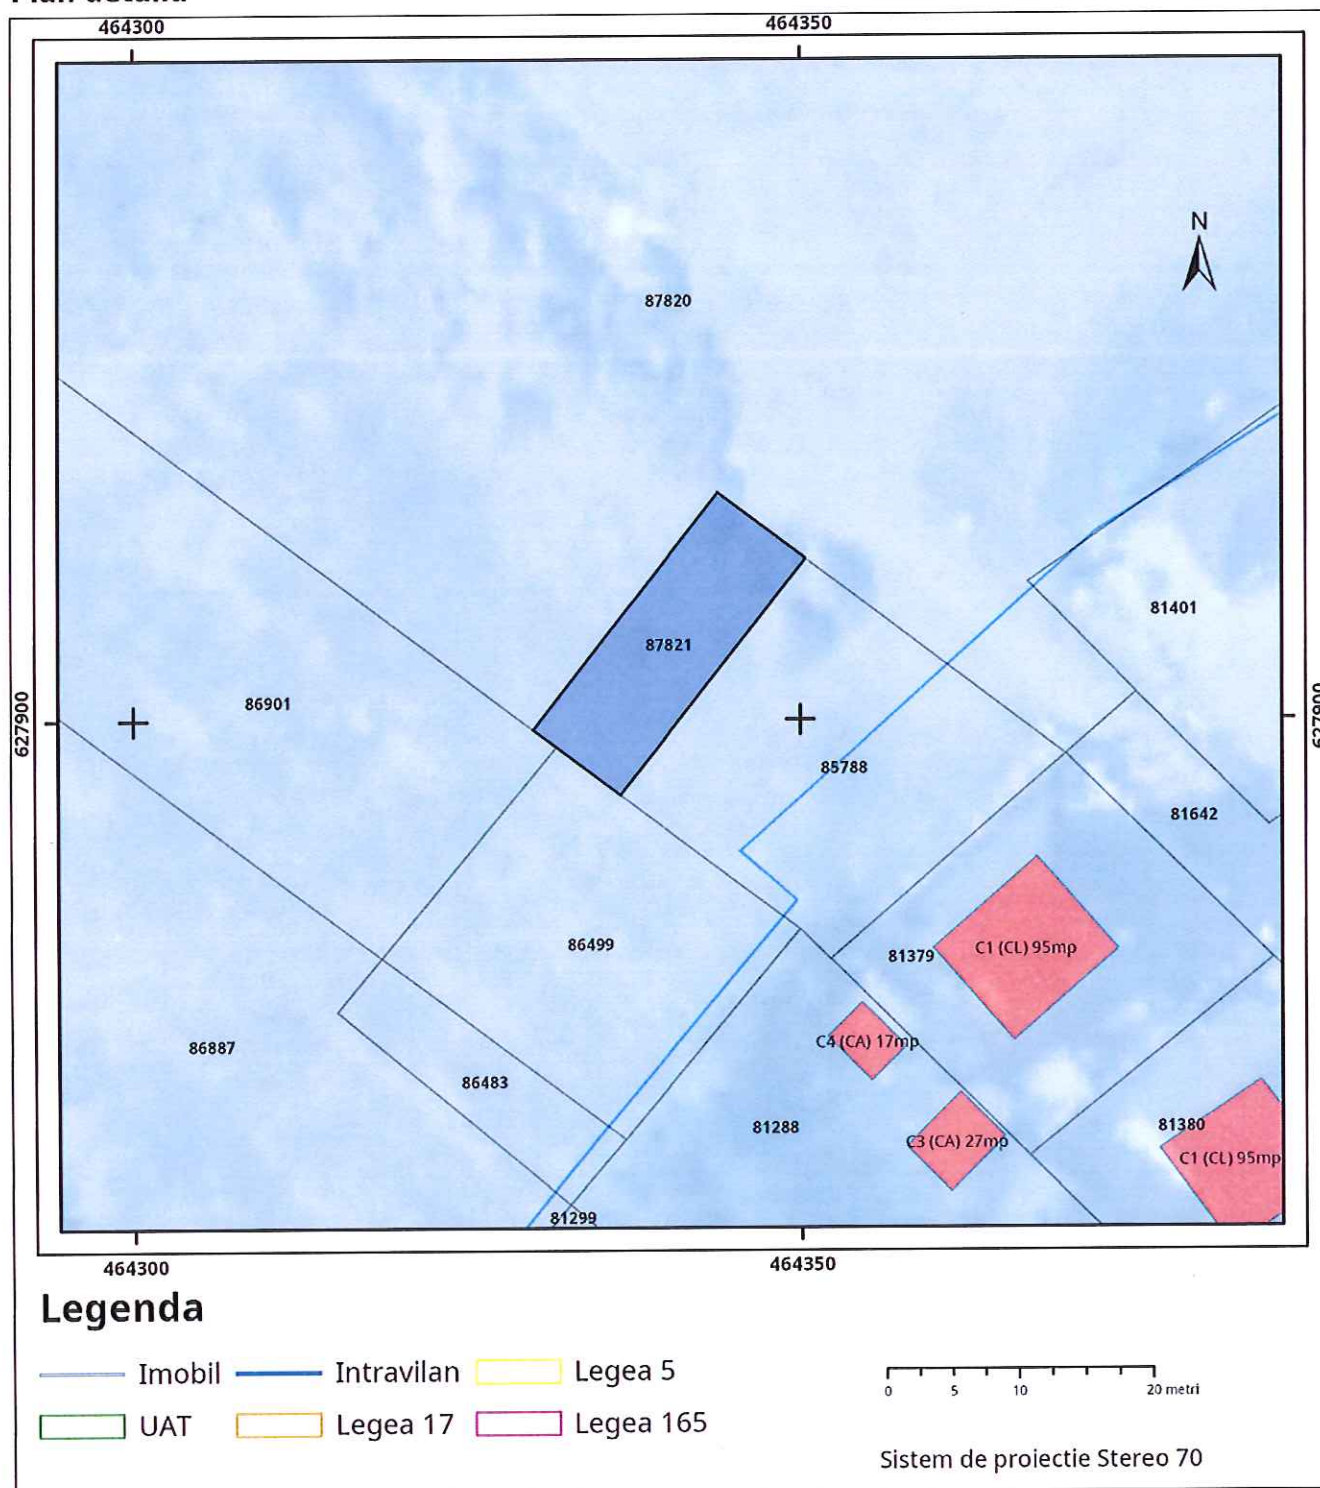 464300 464350
N
87820
81401
87821
86901
627900
627900
85788
81642
86499
81379
C1 (CL) 95mp
C4 (CA) 17mp
86887
86483
81288
81380
C3 (CA) 27mp
C1 (CL) 95mp
81299
464300 464350
Legenda
Imobil Intravilan Legea 5
UAT Legea 17 Legea 165
0 5 10 20 metri
Sistem de proiectie Stereo 70